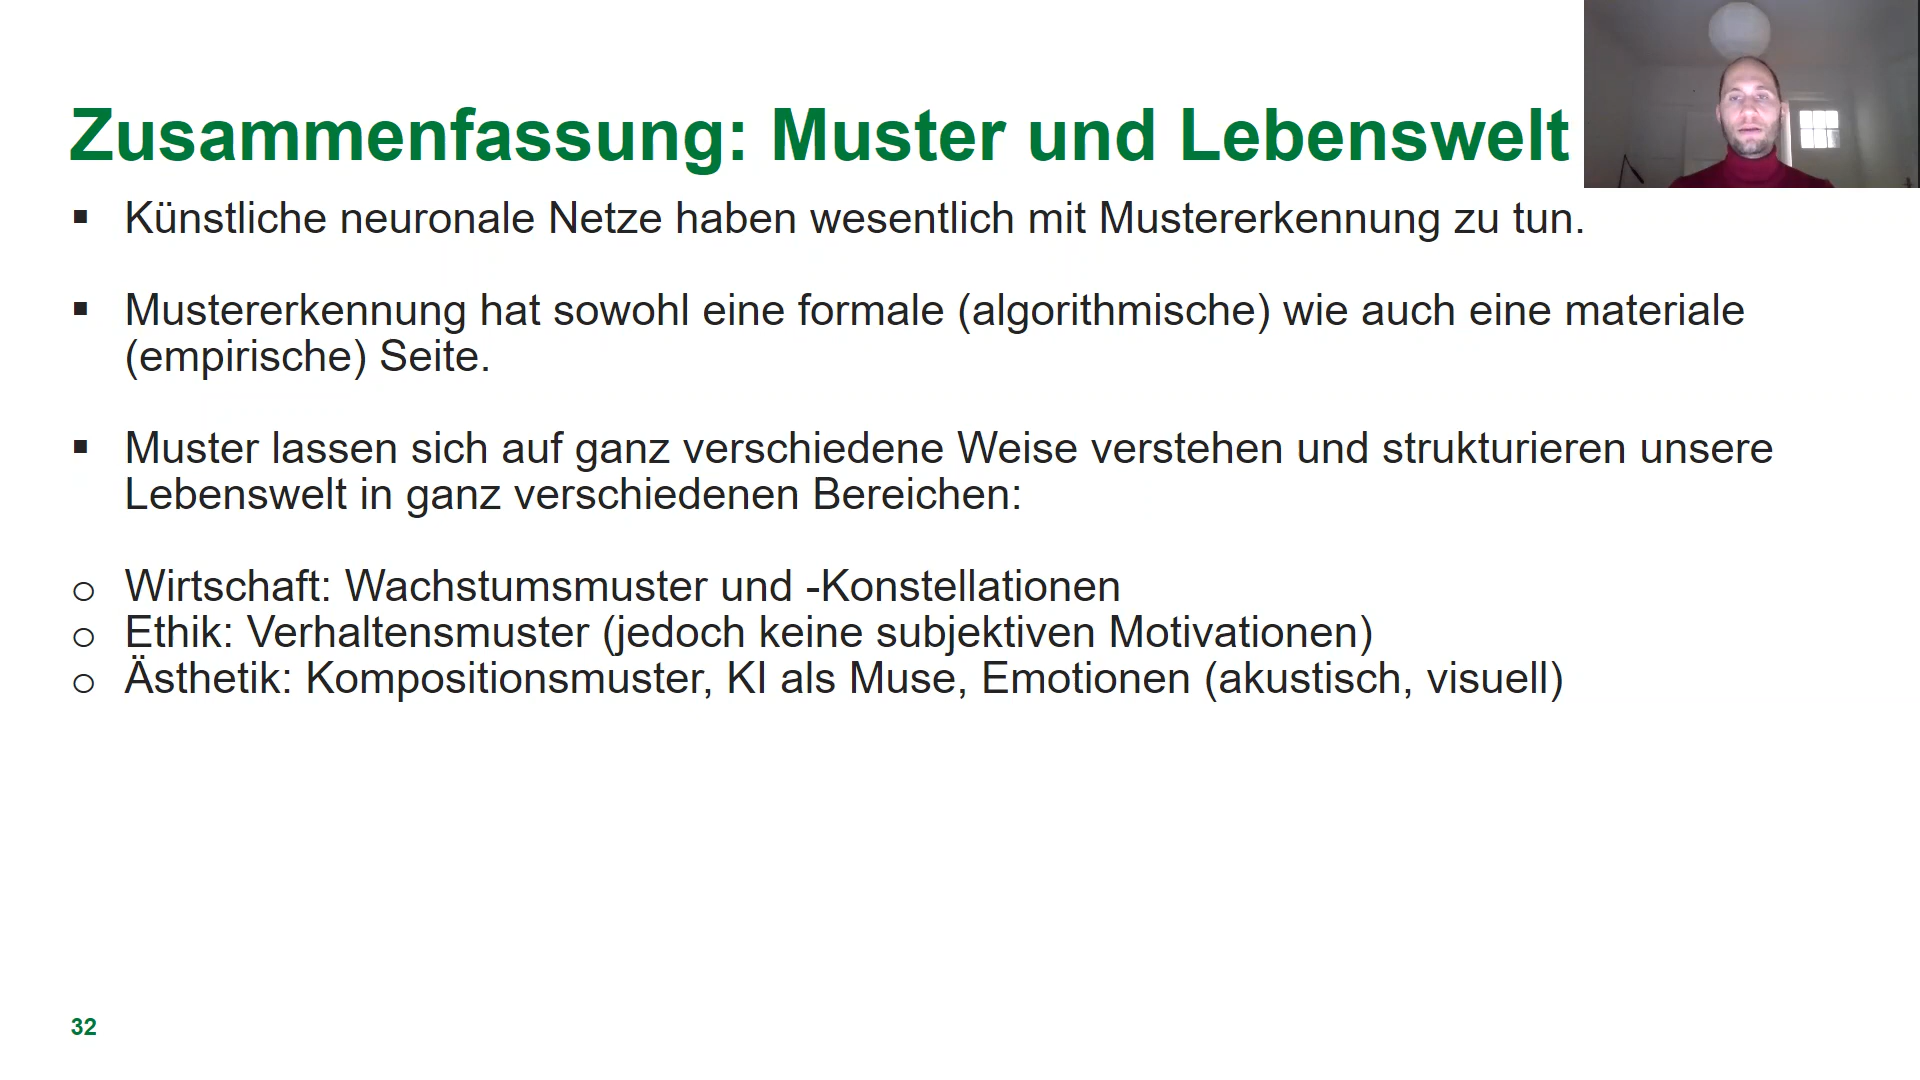 Zusammenfassung: Muster und Lebenswelt
▪ Künstliche neuronale Netze haben wesentlich mit Mustererkennung zu tun.
▪ Mustererkennung hat sowohl eine formale (algorithmische) wie auch eine materiale
(empirische) Seite.
▪ Muster lassen sich auf ganz verschiedene Weise verstehen und strukturieren unsere
Lebenswelt in ganz verschiedenen Bereichen:
o Wirtschaft: Wachstumsmuster und -Konstellationen
o Ethik: Verhaltensmuster (jedoch keine subjektiven Motivationen)
o Ästhetik: Kompositionsmuster, KI als Muse, Emotionen (akustisch, visuell)
32